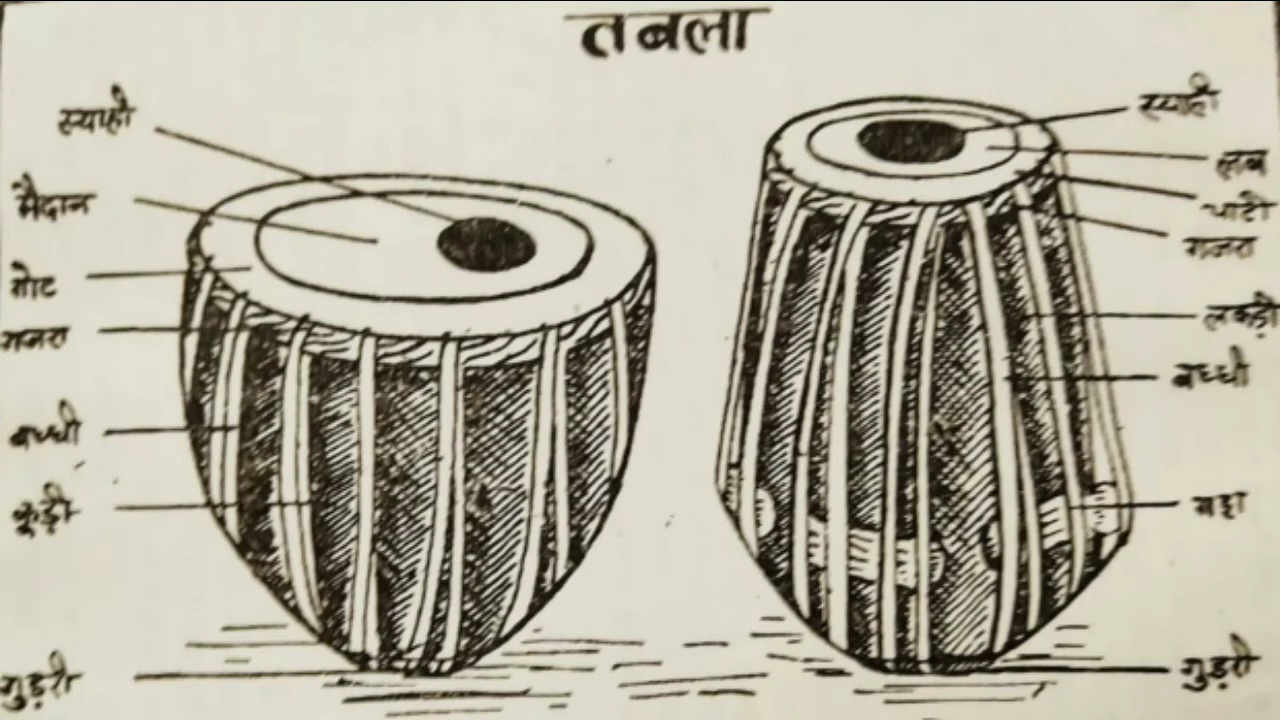 तबला
स्याही
मैदान
गोट
गजरा
बध्धी
कूड़ी
गुड़री
स्याही
लव
चाटी
गजरा
लकड़ी
बध्धी
गट्टा
गुड़री